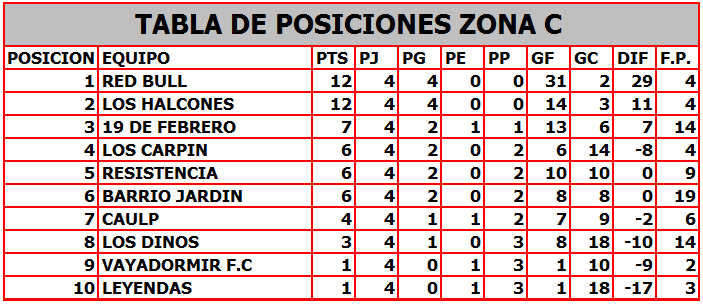 TABLA DE POSICIONES ZONA C
POSICION EQUIPO PTS PJ PG PE PP GF GC DIF F.P.
1 RED BULL 12 4 4 0 0 31 2 29 4
2 LOS HALCONES 12 4 4 0 0 14 3 11 4
3 19 DE FEBRERO 7 4 2 1 1 13 6 7 14
4 LOS CARPIN 6 4 2 0 2 6 14 -8 4
5 RESISTENCIA 6 4 2 0 2 10 10 0 9
6 BARRIO JARDIN 6 4 2 0 2 8 8 0 19
7 CAULP 4 4 1 1 2 7 9 -2 6
8 LOS DINOS 3 4 1 0 3 8 18 -10 14
9 VAYADORMIR F.C 1 4 0 1 3 1 10 -9 2
10 LEYENDAS 1 4 0 1 3 1 18 -17 3